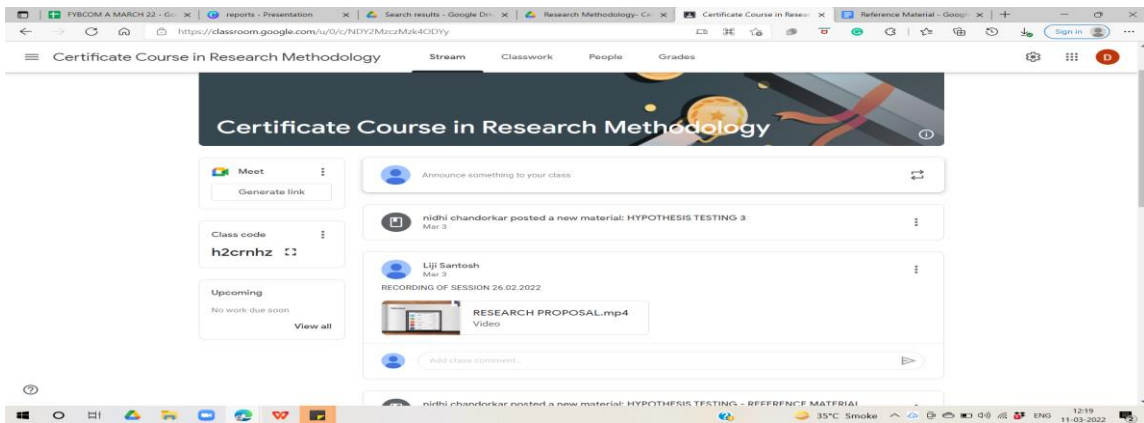 FYBCOM A MARCH 22 - Go
reports - Presentation
Search results - Google Dri
Research Methodology- Ce
Certificate Course in Resear
Reference Material - Googl
https://classroom.google.com/u/0/c/NDY2MzczMzk4ODYy
Sign in
Certificate Course in Research Methodology
Stream
Classwork
People
Grades
D
Certificate Course in Research Methodology
Meet
Generate link
Class code
h2crnhz
Upcoming
No work due soon
View all
Announce something to your class
nidhi chandorkar posted a new material: HYPOTHESIS TESTING 3
Mar 3
Liji Santosh
Mar 3
RECORDING OF SESSION 26.02.2022
RESEARCH PROPOSAL.mp4
Video
Add class comment...
nidhi chandorkar posted a new material: HYPOTHESIS TESTING - REFERENCE MATERIAL
35°C Smoke
ENG
12:19
11-03-2022